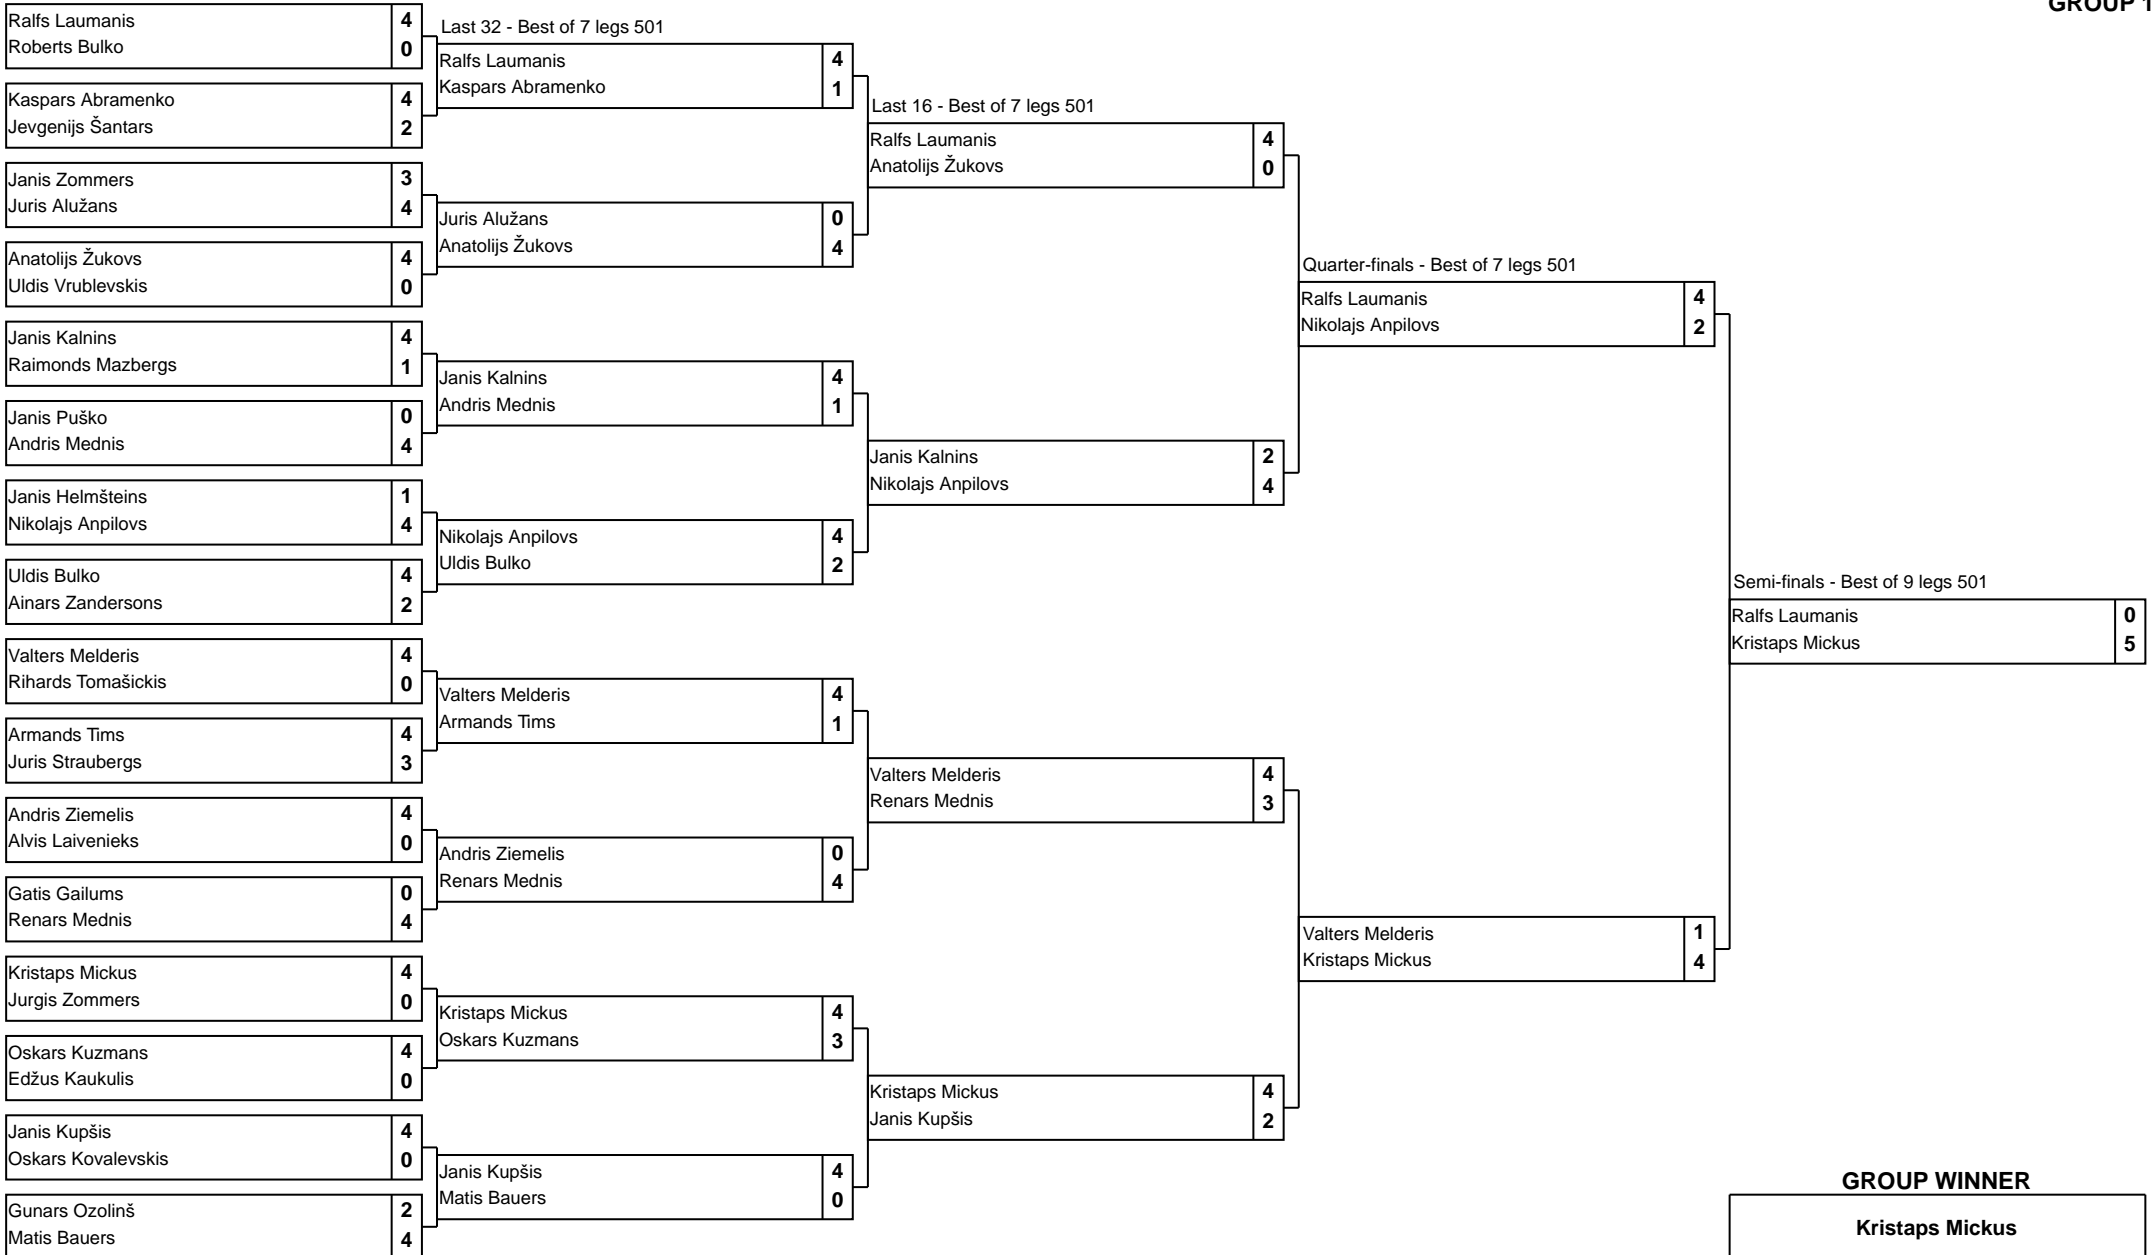 GROUP 1
Ralfs Laumanis 4
Roberts Bulko 0
Kaspars Abramenko 4
Jevgenijs Šantars 2
Janis Zommers 3
Juris Alužans 4
Anatolijs Žukovs 4
Uldis Vrublevskis 0
Janis Kalnins 4
Raimonds Mazbergs 1
Janis Puško 0
Andris Mednis 4
Janis Helmšteins 1
Nikolajs Anpilovs 4
Uldis Bulko 4
Ainars Zandersons 2
Valters Melderis 4
Rihards Tomašickis 0
Armands Tims 4
Juris Straubergs 3
Andris Ziemelis 4
Alvis Laivenieks 0
Gatis Gailums 0
Renars Mednis 4
Kristaps Mickus 4
Jurgis Zommers 0
Oskars Kuzmans 4
Edžus Kaukulis 0
Janis Kupšis 4
Oskars Kovalevskis 0
Gunars Ozolinš 2
Matis Bauers 4
Last 32 - Best of 7 legs 501
Ralfs Laumanis 4
Kaspars Abramenko 1
Juris Alužans 0
Anatolijs Žukovs 4
Janis Kalnins 4
Andris Mednis 1
Nikolajs Anpilovs 4
Uldis Bulko 2
Valters Melderis 4
Armands Tims 1
Andris Ziemelis 0
Renars Mednis 4
Kristaps Mickus 4
Oskars Kuzmans 3
Janis Kupšis 4
Matis Bauers 0
Last 16 - Best of 7 legs 501
Ralfs Laumanis 4
Anatolijs Žukovs 0
Janis Kalnins 2
Nikolajs Anpilovs 4
Valters Melderis 4
Renars Mednis 3
Kristaps Mickus 4
Janis Kupšis 2
Quarter-finals - Best of 7 legs 501
Ralfs Laumanis 4
Nikolajs Anpilovs 2
Valters Melderis 1
Kristaps Mickus 4
Semi-finals - Best of 9 legs 501
Ralfs Laumanis 0
Kristaps Mickus 5
GROUP WINNER
Kristaps Mickus